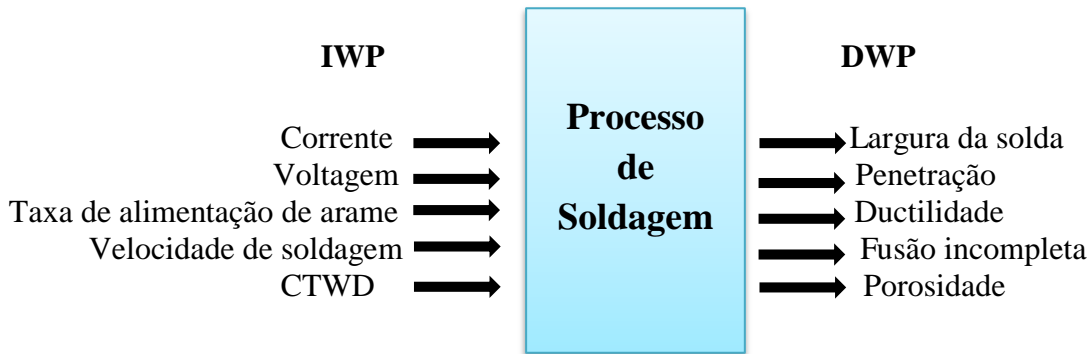 IWP
Corrente
Voltagem
Taxa de alimentação de arame
Velocidade de soldagem
CTWD
Processo
de
Soldagem
DWP
Largura da solda
Penetração
Ductilidade
Fusão incompleta
Porosidade